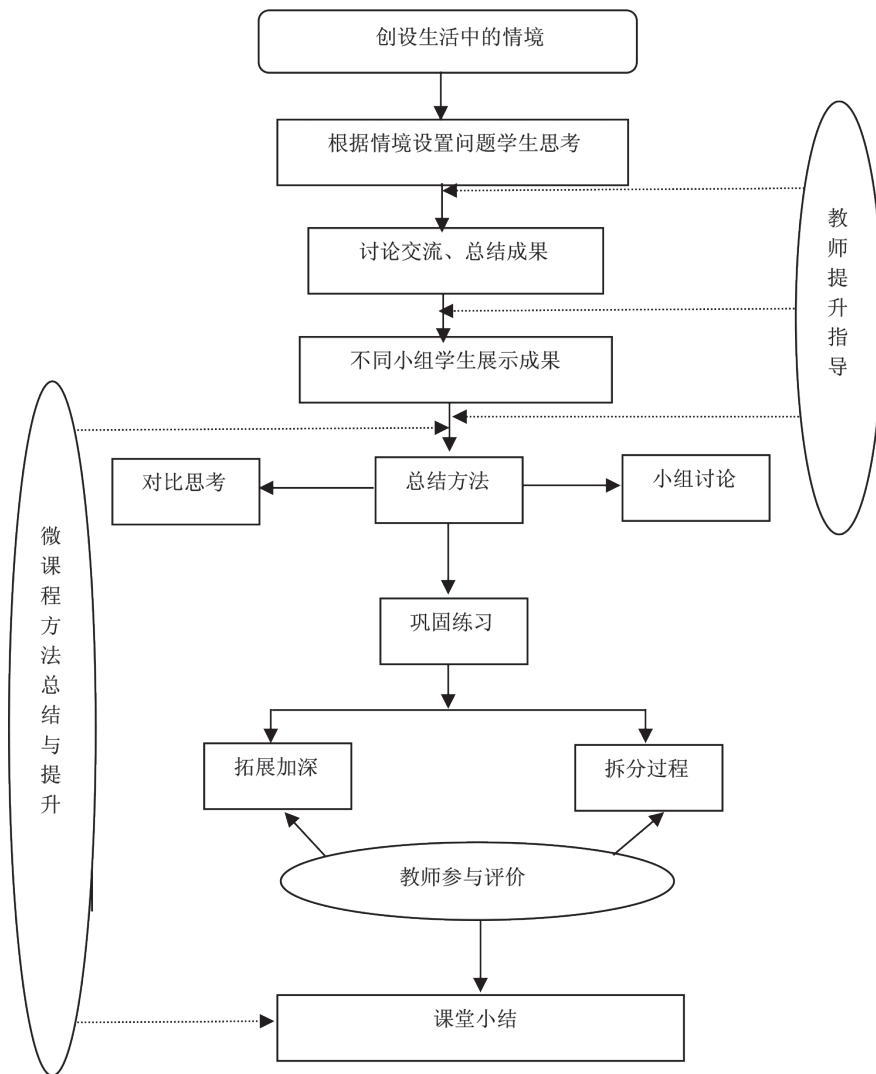 创设生活中的情境
根据情境设置问题学生思考
教师提升指导
讨论交流、总结成果
不同小组学生展示成果
对比思考
总结方法
小组讨论
微课程方法总结与提升
巩固练习
拓展加深
拆分过程
教师参与评价
课堂小结